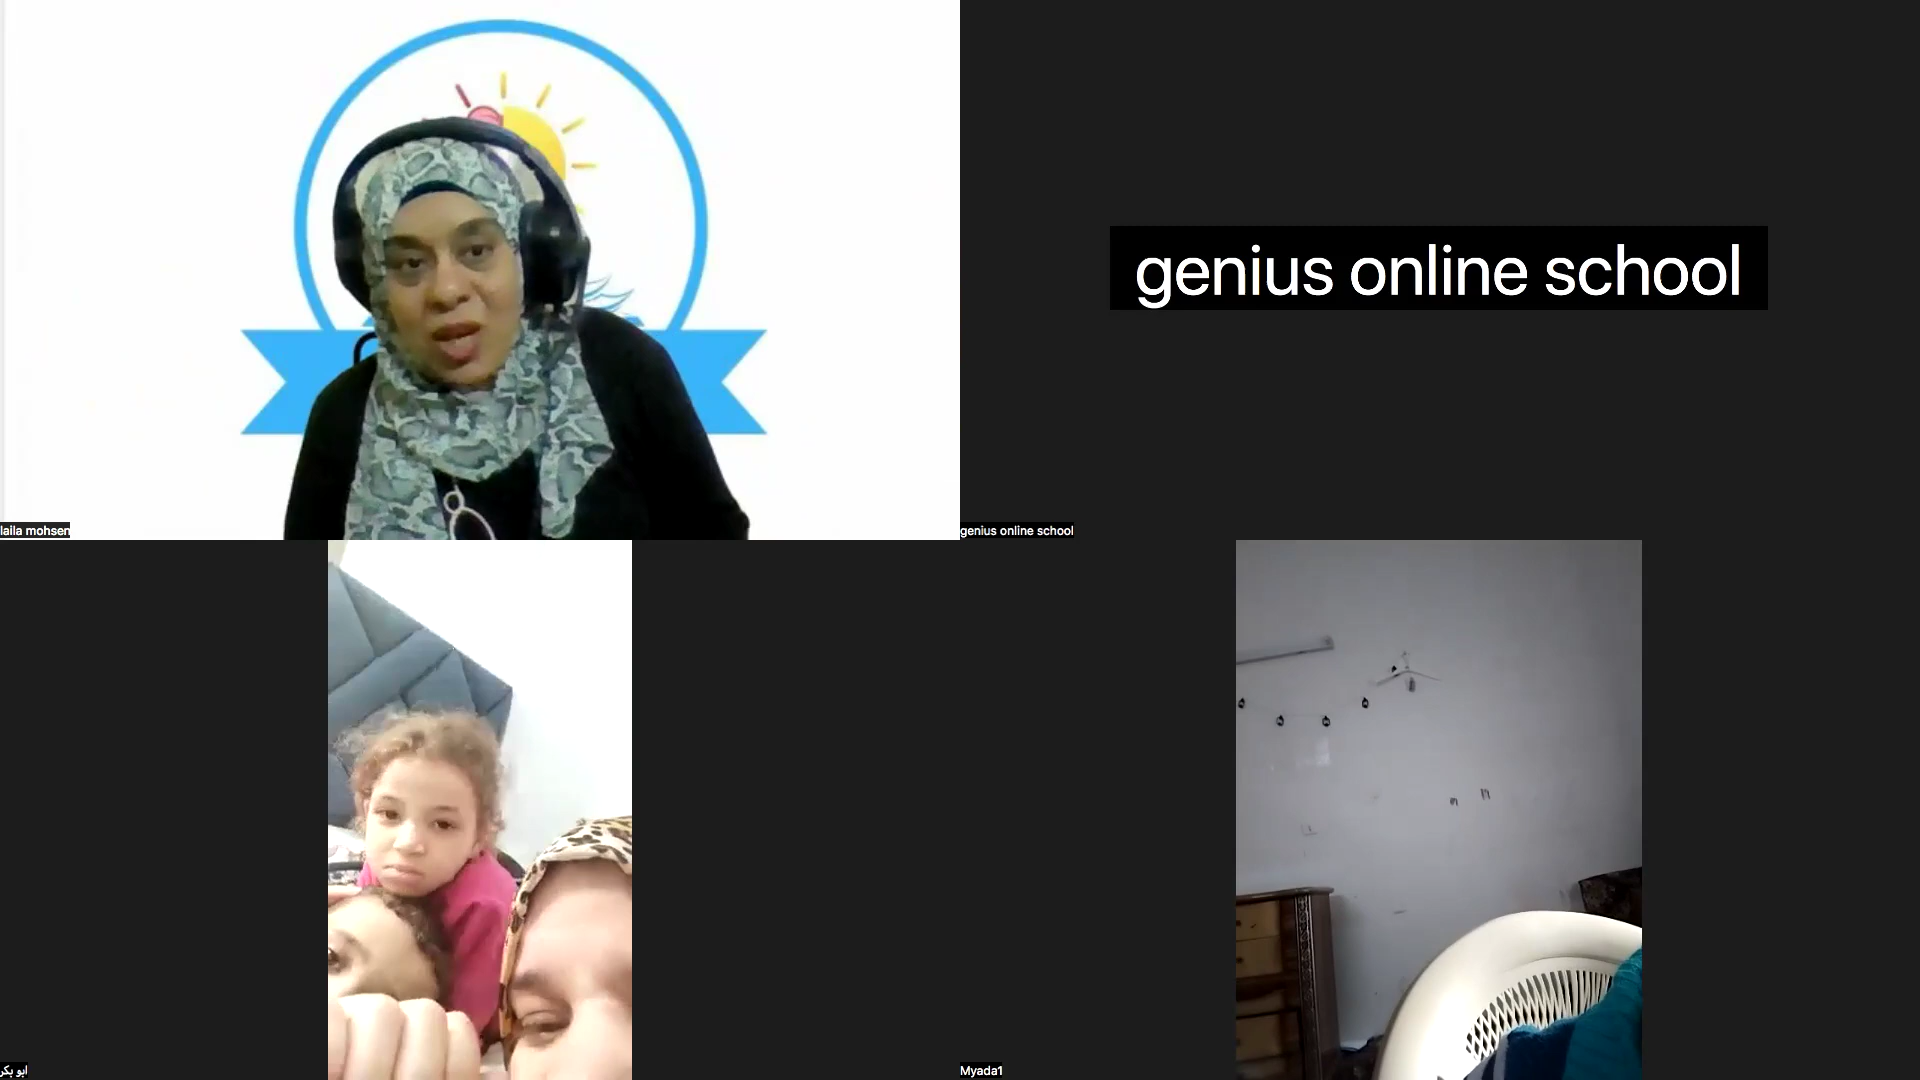 genius online school
laila mohsen
genius online school
ابو بكر
Myada1